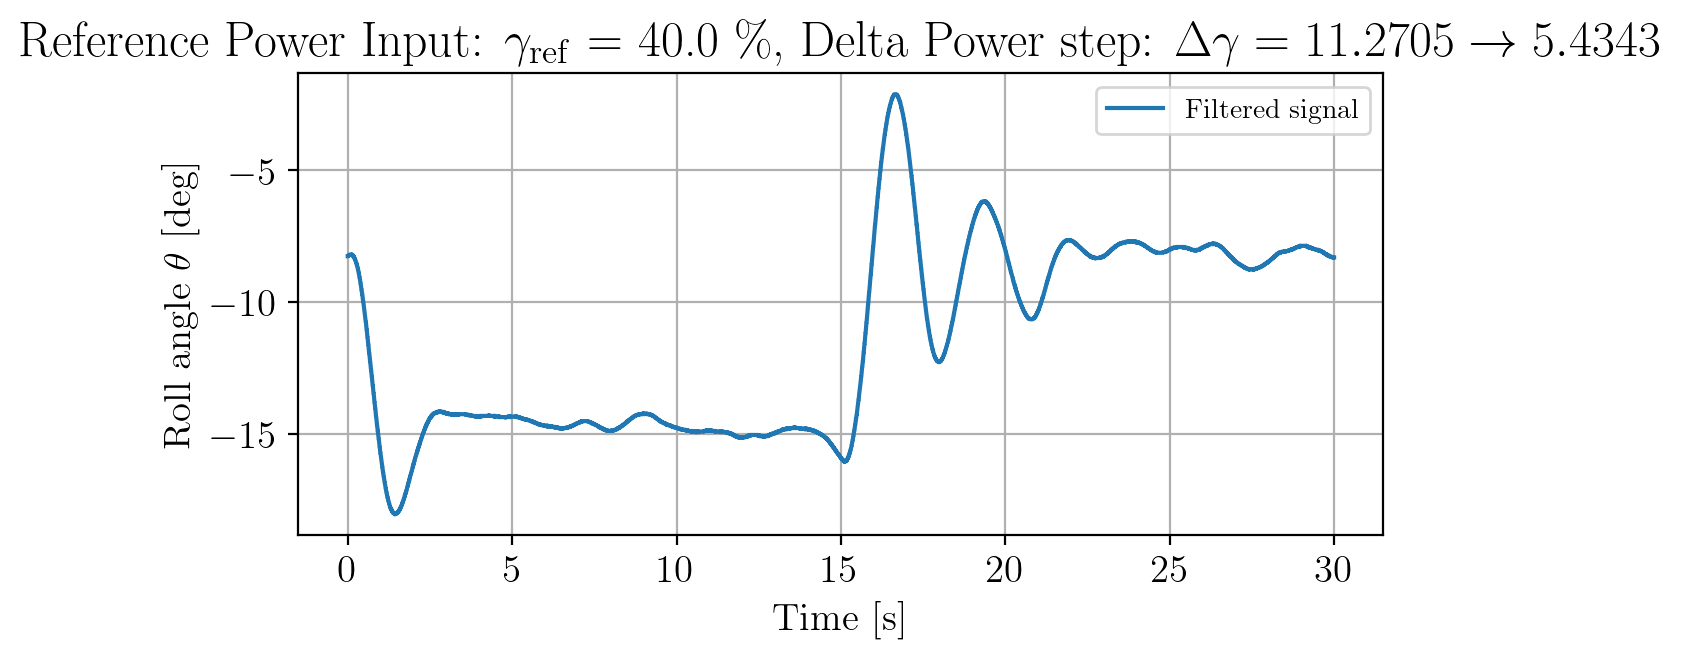 Reference Power Input: γref = 40.0 %, Delta Power step: Δγ = 11.2705 → 5.4343
Filtered signal
Roll angle θ [deg]
−5
−10
−15
0 5 10 15 20 25 30
Time [s]